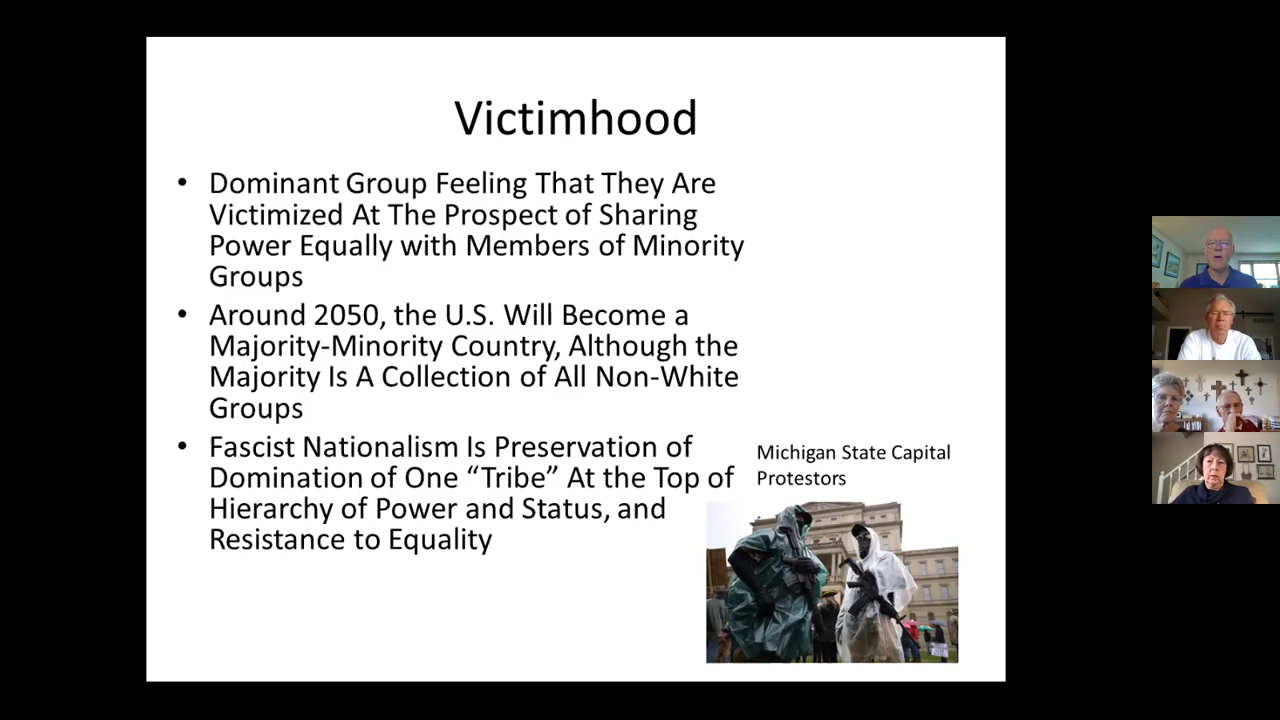 Victimhood
• Dominant Group Feeling That They Are
Victimized At The Prospect of Sharing
Power Equally with Members of Minority
Groups
• Around 2050, the U.S. Will Become a
Majority-Minority Country, Although the
Majority Is A Collection of All Non-White
Groups
• Fascist Nationalism Is Preservation of
Domination of One “Tribe” At the Top of
Hierarchy of Power and Status, and
Resistance to Equality
Michigan State Capital
Protestors